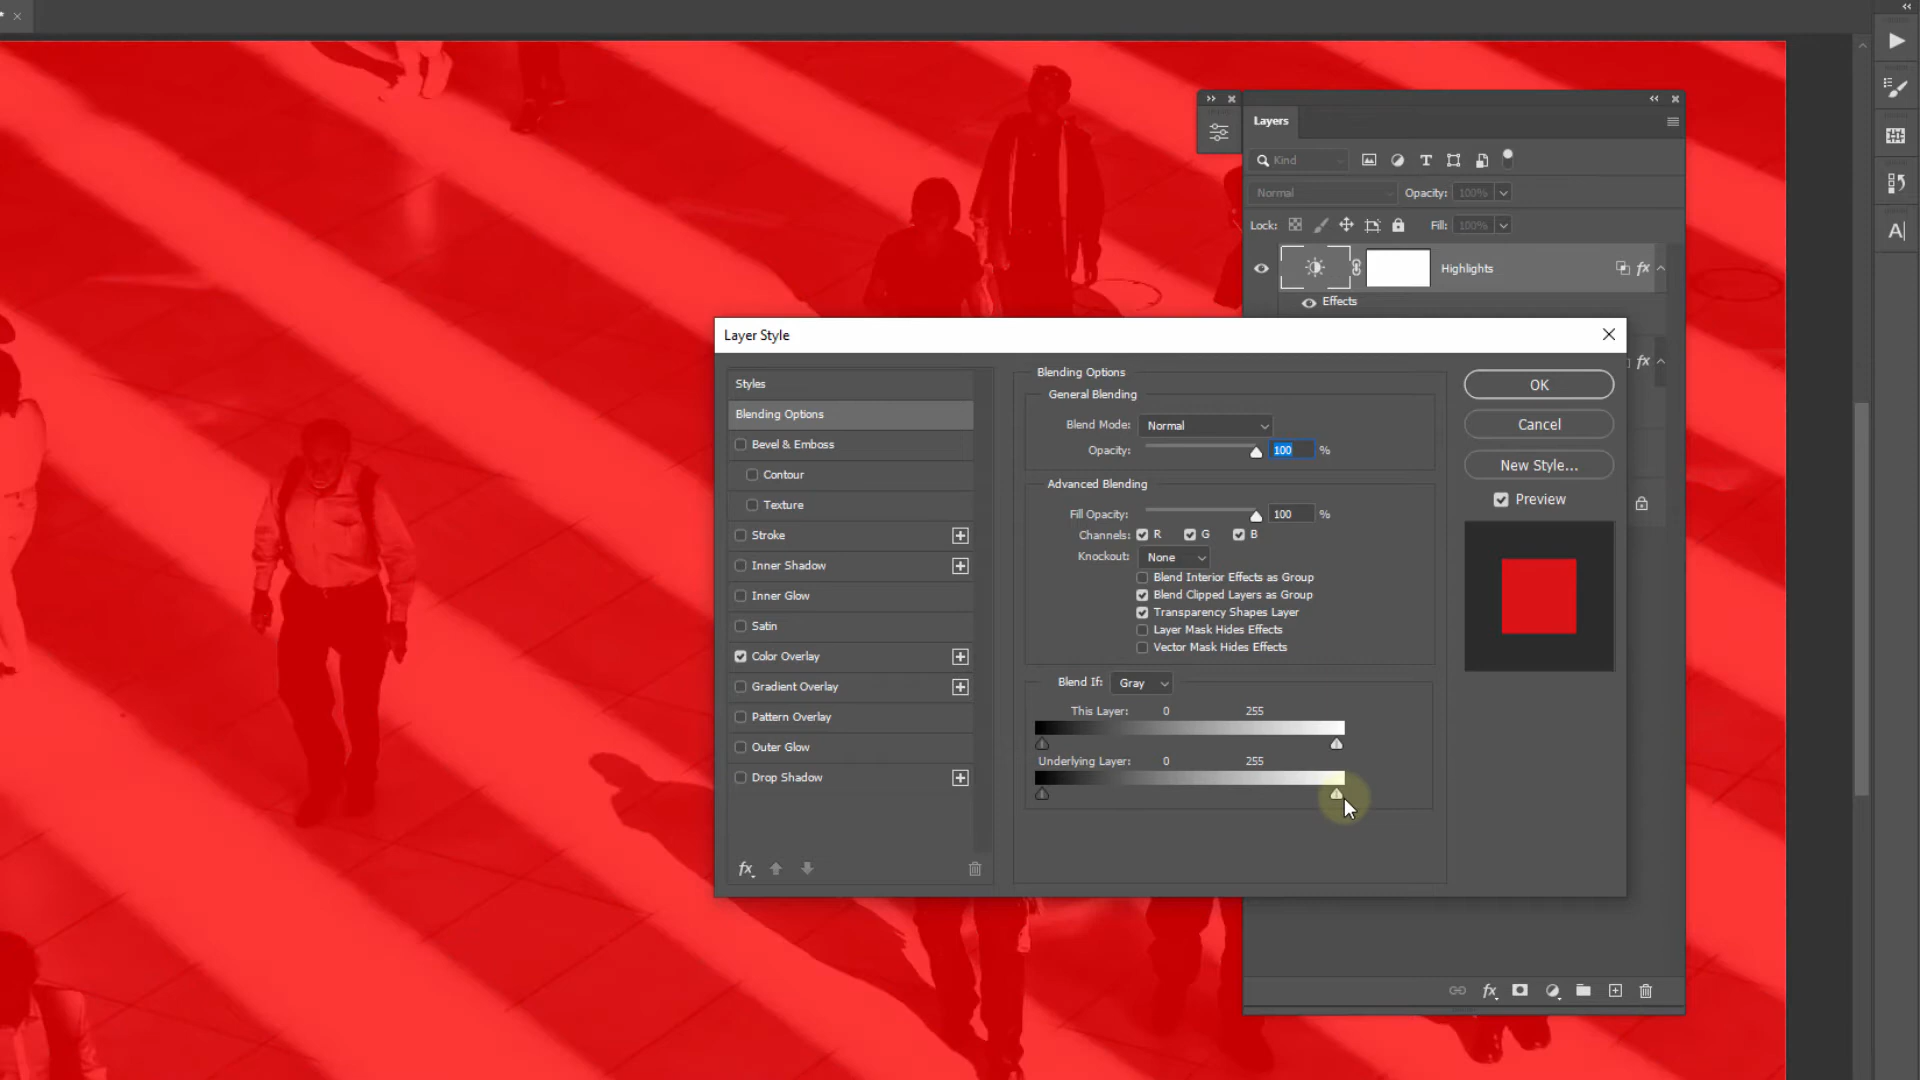 Layers
Kind
Normal
Opacity: 100%
Lock:
Fill: 100%
Highlights
fx
Effects
fx
Layer Style
Styles
Blending Options
Bevel & Emboss
Contour
Texture
Stroke
Inner Shadow
Inner Glow
Satin
Color Overlay
Gradient Overlay
Pattern Overlay
Outer Glow
Drop Shadow
fx
Blending Options
General Blending
Blend Mode: Normal
Opacity: 100 %
Advanced Blending
Fill Opacity: 100 %
Channels: R G B
Knockout: None
Blend Interior Effects as Group
Blend Clipped Layers as Group
Transparency Shapes Layer
Layer Mask Hides Effects
Vector Mask Hides Effects
Blend If: Gray
This Layer: 0 255
Underlying Layer: 0 255
OK
Cancel
New Style...
Preview
fx